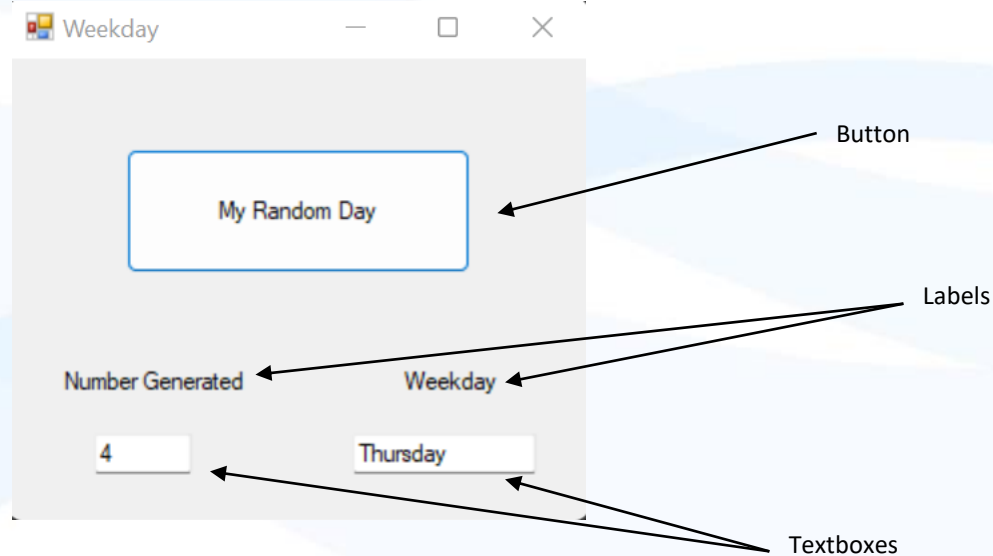 Weekday
Button
My Random Day
Labels
Number Generated Weekday
4 Thursday
Textboxes